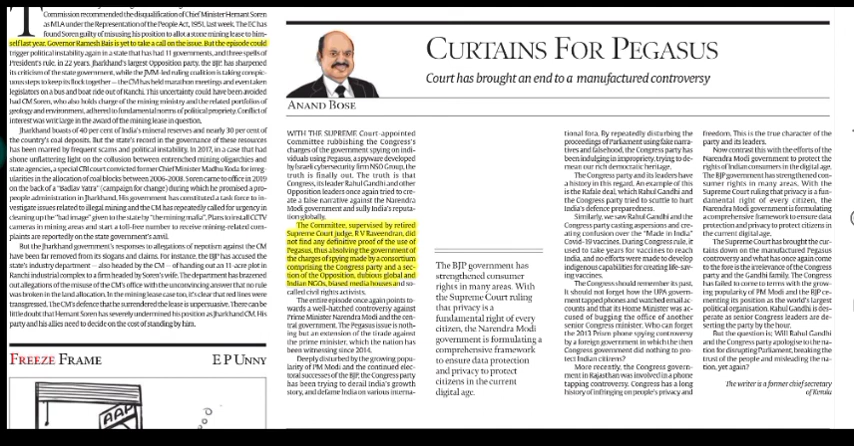 Commission recommended the disqualification of Chief Minister Hemant Soren
as MLA under the Representation of the People Act, 1951, last week. The EC has
found Soren guilty of misusing his position to allot a stone mining lease to him-
self last year. Governor Ramesh Bais is yet to take a call on the issue. But the episode could
trigger political instability again in a state that has had 11 governments, and three spells of
President's rule, in 22 years. Jharkhand's largest Opposition party, the BJP, has sharpened
its criticism of the state government, while the JMM-led ruling coalition is taking conspic-
uous steps to keep its flock together — the CM has held marathon meetings and even taken
legislators on a bus and boat ride out of Ranchi. This uncertainty could have been avoided
had CM Soren, who also holds charge of the mining ministry and the related portfolios of
geology and environment, adhered to fundamental norms of political propriety. Conflict of
interest was writ large in the award of the mining lease in question.
Jharkhand boasts of 40 per cent of India's mineral reserves and nearly 30 per cent of
the country's coal deposits. But the state's record in the governance of these resources
has been marred by frequent scams and political instability. In 2017, in a case that had
shone unflattering light on the collusion between entrenched mining oligarchies and
state agencies, a special CBI court convicted former Chief Minister Madhu Koda for irreg-
ularities in the allocation of coal blocks between 2006-2008. Soren came to office in 2019
on the back of a "Badlav Yatra" (campaign for change) during which he promised a pro-
people administration in Jharkhand. His government has constituted a task force to in-
vestigate issues related to illegal mining and the CM has repeatedly called for urgency in
cleaning up the "bad image" given to the state by "the mining mafia". Plans to install CCTV
cameras in mining areas and start a toll-free number to receive mining-related com-
plaints are reportedly on the state government's anvil.
But the Jharkhand government's responses to allegations of nepotism against the CM
have been far removed from its slogans and claims. For instance, the BJP has accused the
state's industry department — also headed by the CM — of handing out an 11-acre plot in
Ranchi industrial complex to a firm headed by Soren's wife. The department has brazened
out allegations of the misuse of the CM's office with the unconvincing answer that no rule
was broken in the land allocation. In the mining lease case too, it's clear that red lines were
transgressed. The CM's defence that he surrendered the lease is unpersuasive. There can be
little doubt that Hemant Soren has severely undermined his position as Jharkhand CM. His
party and his allies need to decide on the cost of standing by him.
FREEZE FRAME
E P UNNY
AAP
CURTAINS FOR PEGASUS
Court has brought an end to a manufactured controversy
ANAND BOSE
WITH THE SUPREME Court-appointed
Committee rubbishing the Congress's
charges of the government spying on indi-
viduals using Pegasus, a spyware developed
by Israeli cybersecurity firm NSO Group, the
truth is finally out. The truth is that
Congress, its leader Rahul Gandhi and other
Opposition leaders once again tried to cre-
ate a false narrative against the Narendra
Modi government and sully India's reputa-
tion globally.
The Committee, supervised by retired
Supreme Court judge, R V Raveendran, did
not find any definitive proof of the use of
Pegasus, thus absolving the government of
the charges of spying made by a consortium
comprising the Congress party and a sec-
tion of the Opposition, dubious global and
Indian NGOs, biased media houses and so-
called civil rights activists.
The entire episode once again points to-
wards a well-hatched controversy against
Prime Minister Narendra Modi and the cen-
tral government. The Pegasus issue is noth-
ing but an extension of the tirade against
the prime minister, which the nation has
been witnessing since 2014.
Deeply disturbed by the growing popu-
larity of PM Modi and the continued elec-
toral successes of the BJP, the Congress party
has been trying to derail India's growth
story, and defame India on various interna-
The BJP government has
strengthened consumer
rights in many areas. With
the Supreme Court ruling
that privacy is a
fundamental right of every
citizen, the Narendra Modi
government is formulating a
comprehensive framework
to ensure data protection
and privacy to protect
citizens in the current
digital age.
tional fora. By repeatedly disturbing the
proceedings of Parliament using fake narra-
tives and falsehood, the Congress party has
been indulging in impropriety, trying to de-
mean our rich democratic heritage.
The Congress party and its leaders have
a history in this regard. An example of this
is the Rafale deal, which Rahul Gandhi and
the Congress party tried to scuttle to hurt
India's defence preparedness.
Similarly, we saw Rahul Gandhi and the
Congress party casting aspersions and cre-
ating confusion over the "Made in India"
Covid-19 vaccines. During Congress rule, it
used to take years for vaccines to reach
India, and no efforts were made to develop
indigenous capabilities for creating life-sav-
ing vaccines.
The Congress should remember its past.
It should not forget how the UPA govern-
ment tapped phones and watched email ac-
counts and that its Home Minister was ac-
cused of bugging the office of another
senior Congress minister. Who can forget
the 2013 Prism phone spying controversy
by a foreign government in which the then
Congress government did nothing to pro-
tect Indian citizens?
More recently, the Congress govern-
ment in Rajasthan was involved in a phone
tapping controversy. Congress has a long
history of infringing on people's privacy and
freedom. This is the true character of the
party and its leaders.
Now contrast this with the efforts of the
Narendra Modi government to protect the
rights of Indian consumers in the digital age.
The BJP government has strengthened con-
sumer rights in many areas. With the
Supreme Court ruling that privacy is a fun-
damental right of every citizen, the
Narendra Modi government is formulating
a comprehensive framework to ensure data
protection and privacy to protect citizens in
the current digital age.
The Supreme Court has brought the cur-
tains down on the manufactured Pegasus
controversy and what has once again come
to the fore is the irrelevance of the Congress
party and the Gandhi family. The Congress
has failed to come to terms with the grow-
ing popularity of PM Modi and the BJP ce-
menting its position as the world's largest
political organisation. Rahul Gandhi is des-
perate as senior Congress leaders are de-
serting the party by the hour.
But the question is: Will Rahul Gandhi
and the Congress party apologise to the na-
tion for disrupting Parliament, breaking the
trust of the people and misleading the na-
tion, yet again?
The writer is a former chief secretary
of Kerala